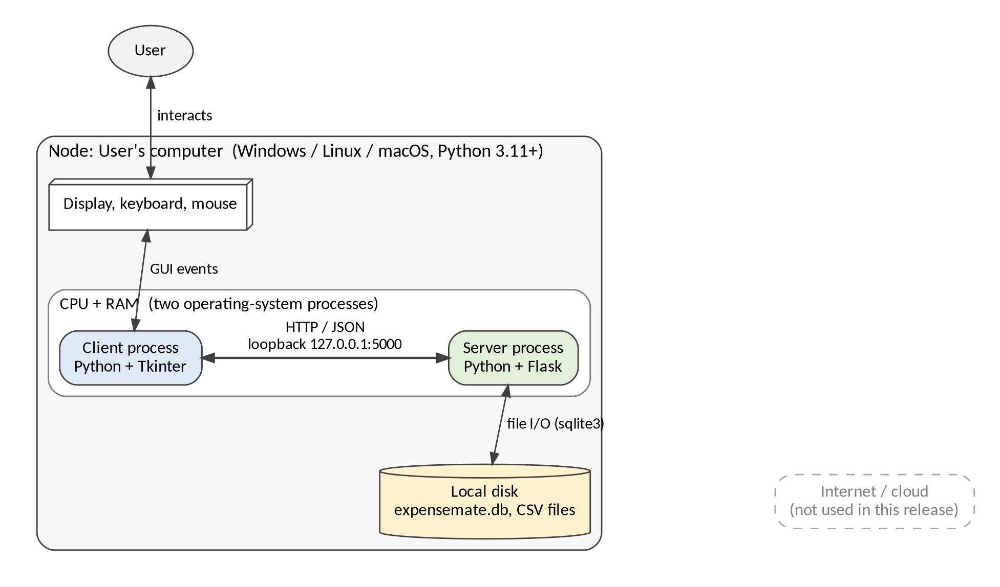 User
interacts
Node: User's computer  (Windows / Linux / macOS, Python 3.11+)
Display, keyboard, mouse
GUI events
CPU + RAM  (two operating-system processes)
HTTP / JSON
loopback 127.0.0.1:5000
Client process
Python + Tkinter
Server process
Python + Flask
file I/O (sqlite3)
Local disk
expensemate.db, CSV files
Internet / cloud
(not used in this release)